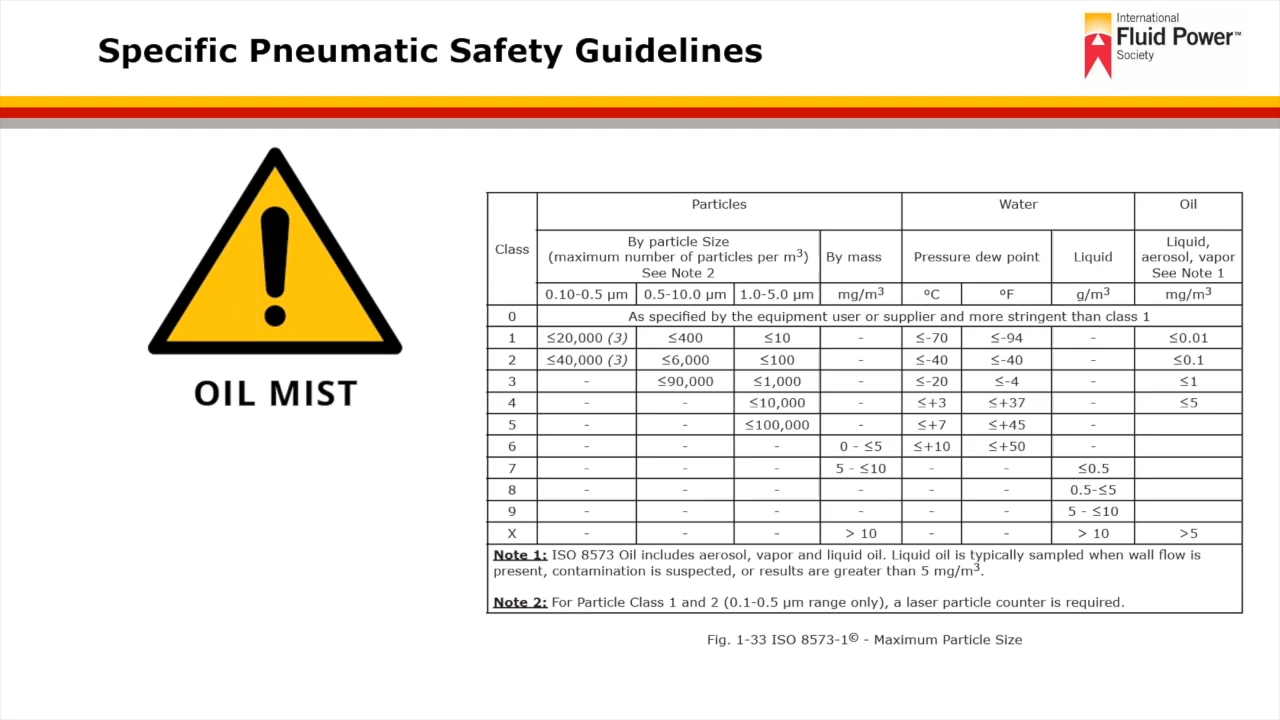 Specific Pneumatic Safety Guidelines
International
Fluid Power™
Society
OIL MIST
Class
Particles
Water
Oil
By particle Size
(maximum number of particles per m³)
See Note 2
By mass
Pressure dew point
Liquid
Liquid,
aerosol, vapor
See Note 1
0.10-0.5 µm 0.5-10.0 µm 1.0-5.0 µm mg/m³ ºC ºF g/m³ mg/m³
0 As specified by the equipment user or supplier and more stringent than class 1
1 ≤20,000 (3) ≤400 ≤10 - ≤-70 ≤-94 - ≤0.01
2 ≤40,000 (3) ≤6,000 ≤100 - ≤-40 ≤-40 - ≤0.1
3 - ≤90,000 ≤1,000 - ≤-20 ≤-4 - ≤1
4 - - ≤10,000 - ≤+3 ≤+37 - ≤5
5 - - ≤100,000 - ≤+7 ≤+45 -
6 - - - 0 - ≤5 ≤+10 ≤+50 -
7 - - - 5 - ≤10 - - ≤0.5
8 - - - - - - 0.5-≤5
9 - - - - - - 5 - ≤10
X - - - > 10 - - > 10 >5
Note 1: ISO 8573 Oil includes aerosol, vapor and liquid oil. Liquid oil is typically sampled when wall flow is
present, contamination is suspected, or results are greater than 5 mg/m³.
Note 2: For Particle Class 1 and 2 (0.1-0.5 µm range only), a laser particle counter is required.
Fig. 1-33 ISO 8573-1© - Maximum Particle Size